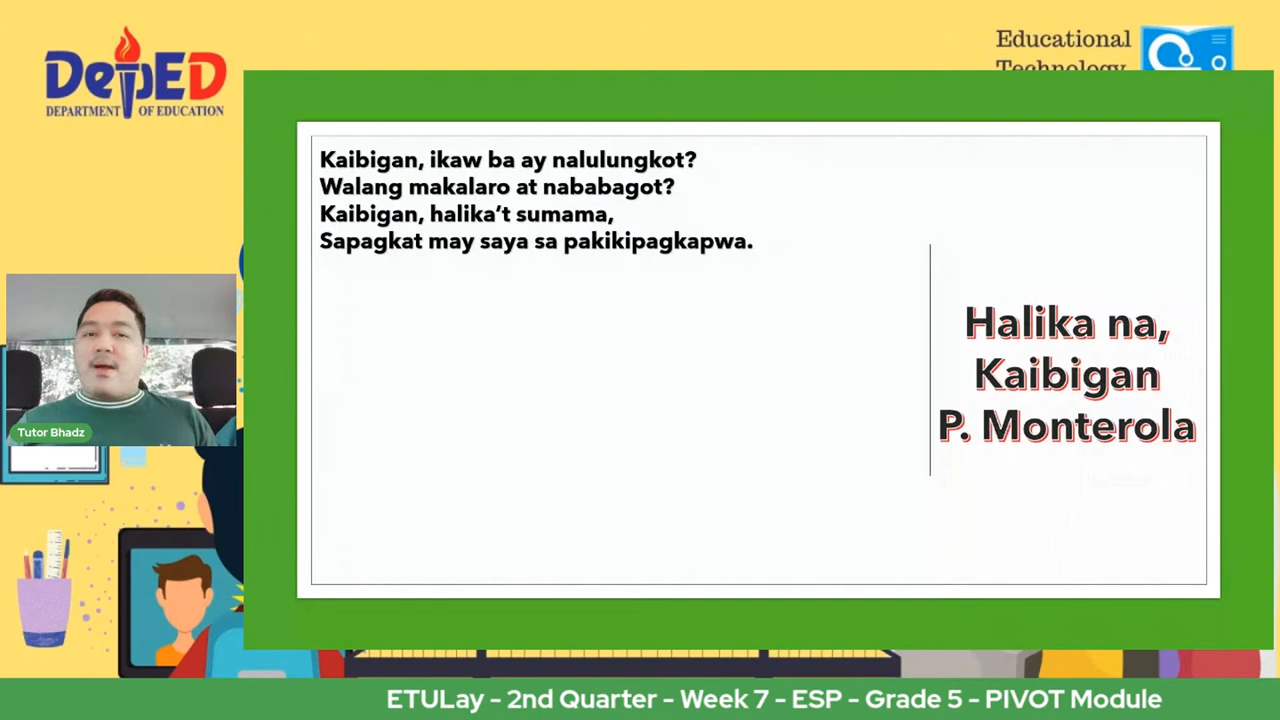 DepED
DEPARTMENT OF EDUCATION
Educational
Technology
Kaibigan, ikaw ba ay nalulungkot?
Walang makalaro at nababagot?
Kaibigan, halika't sumama,
Sapagkat may saya sa pakikipagkapwa.
Halika na,
Kaibigan
P. Monterola
Tutor Bhadz
ETULay - 2nd Quarter - Week 7 - ESP - Grade 5 - PIVOT Module